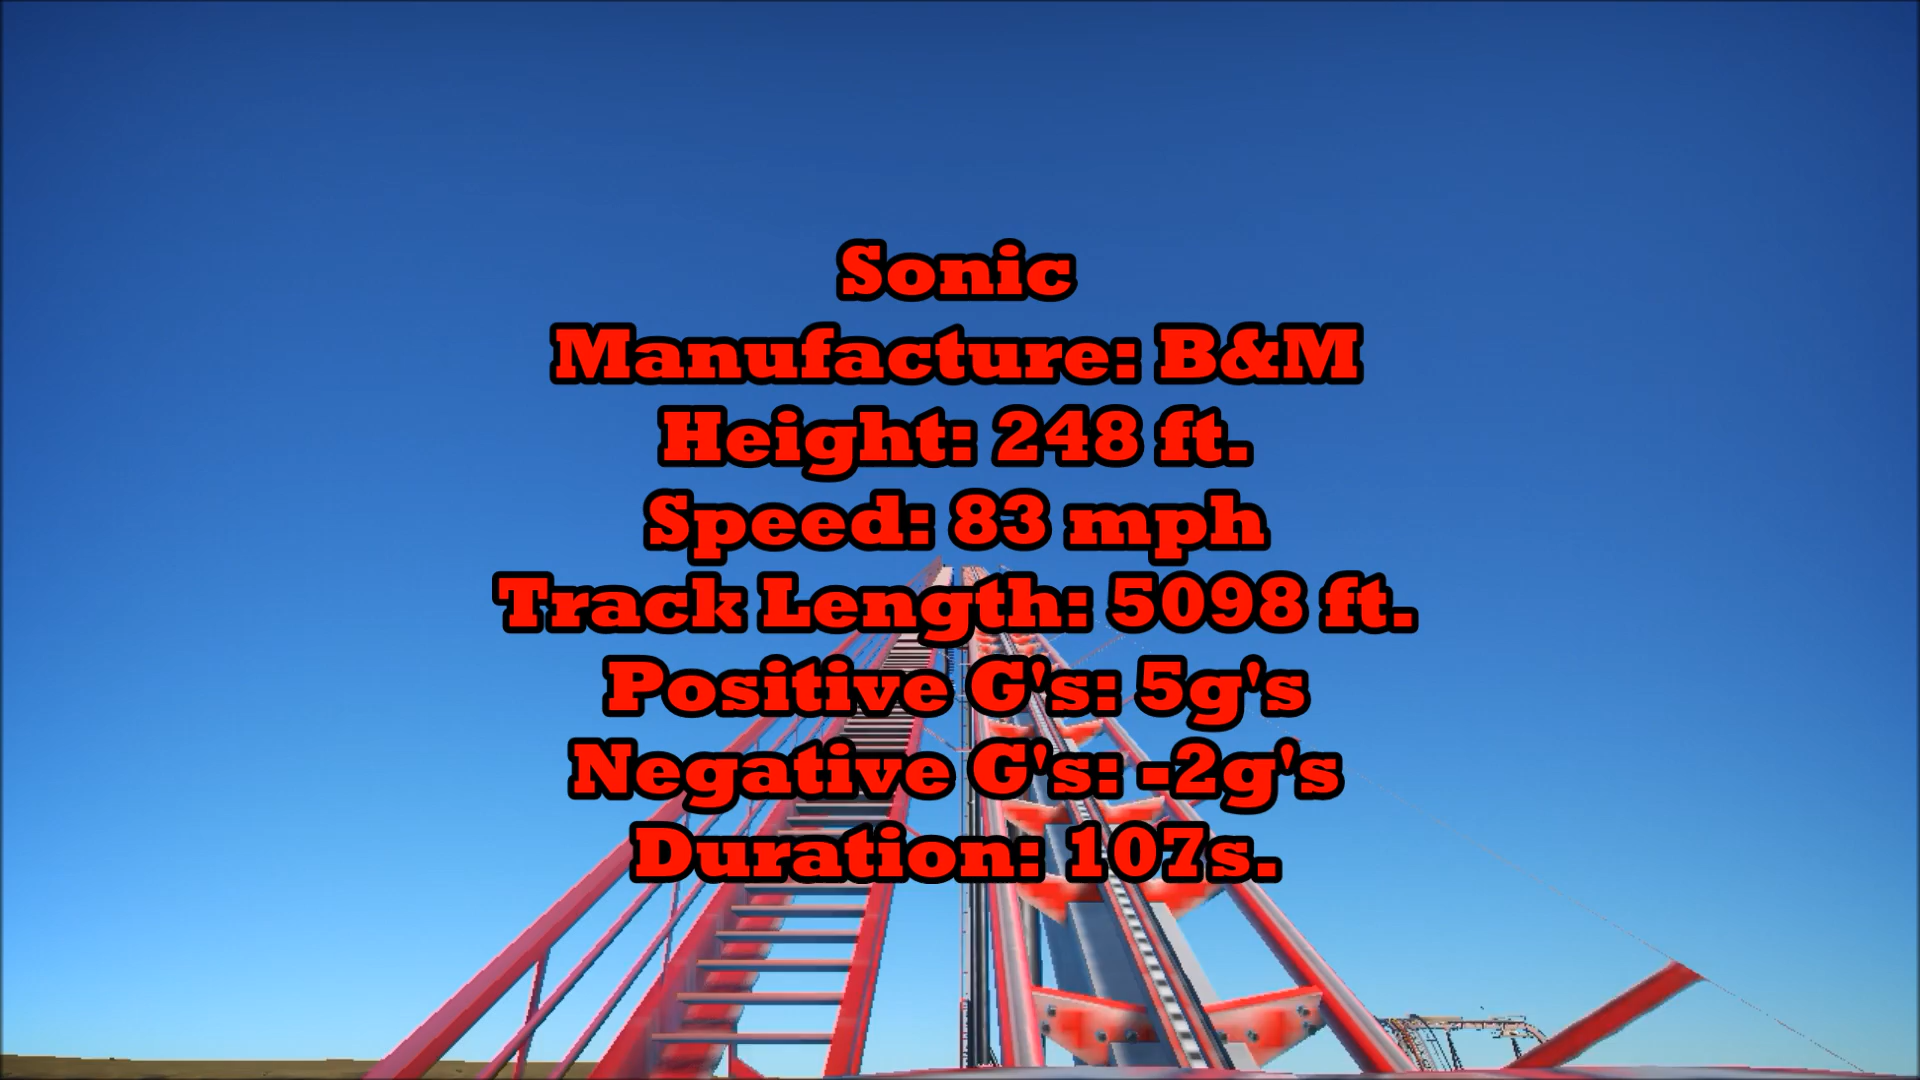 Sonic
Manufacture: B&M
Height: 248 ft.
Speed: 83 mph
Track Length: 5098 ft.
Positive G's: 5g's
Negative G's: -2g's
Duration: 107s.